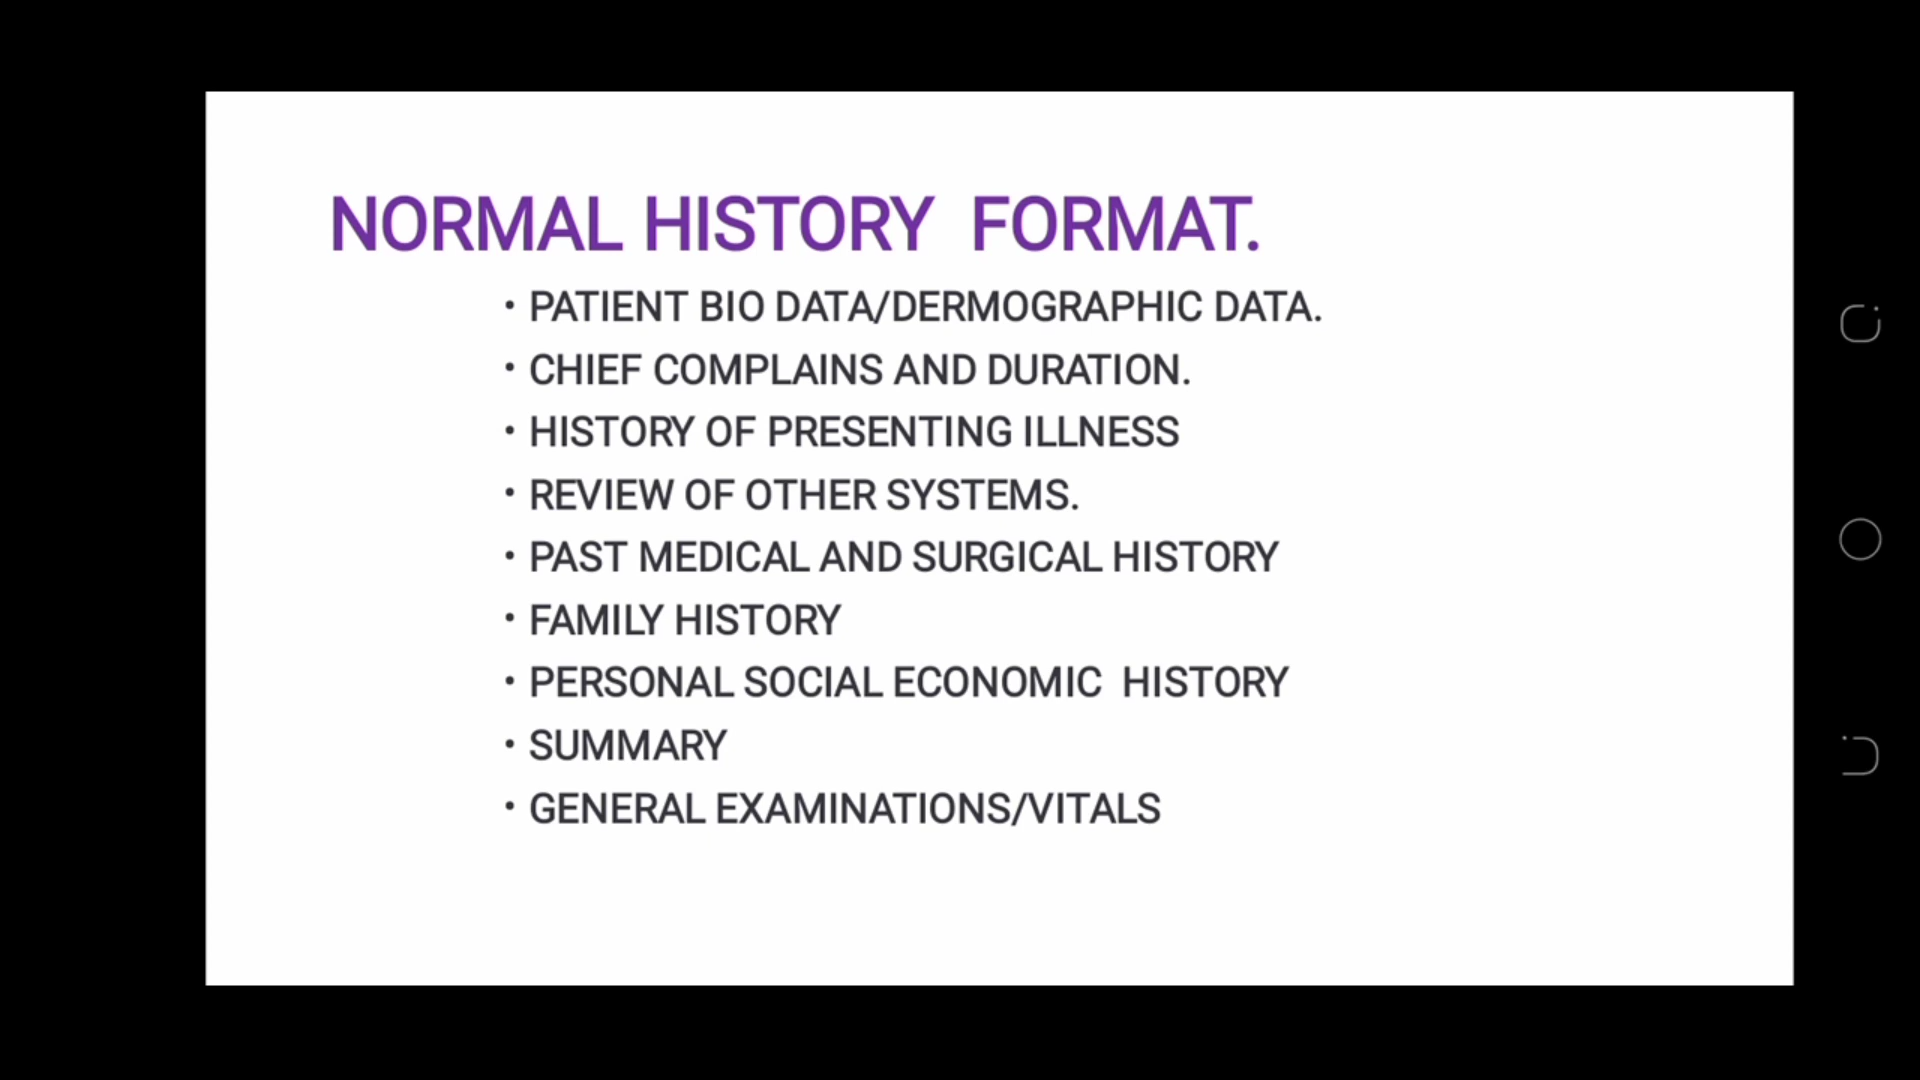 NORMAL HISTORY  FORMAT.
• PATIENT BIO DATA/DERMOGRAPHIC DATA.
• CHIEF COMPLAINS AND DURATION.
• HISTORY OF PRESENTING ILLNESS
• REVIEW OF OTHER SYSTEMS.
• PAST MEDICAL AND SURGICAL HISTORY
• FAMILY HISTORY
• PERSONAL SOCIAL ECONOMIC  HISTORY
• SUMMARY
• GENERAL EXAMINATIONS/VITALS